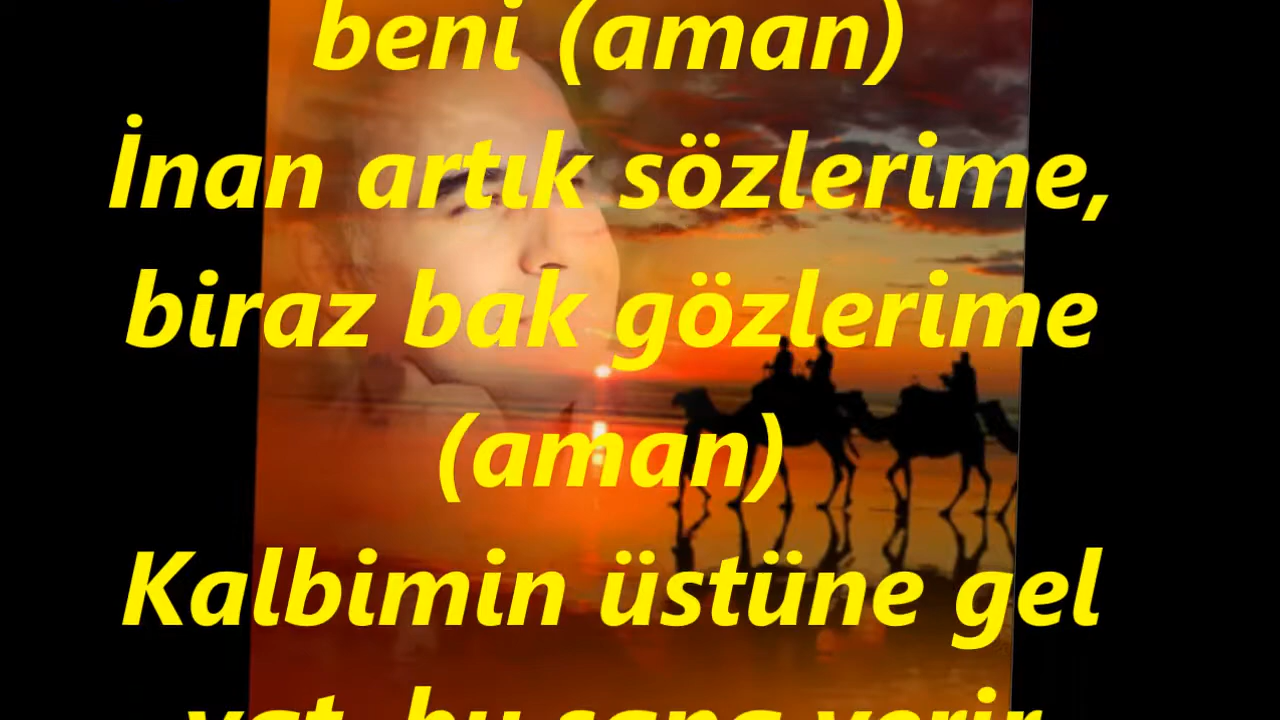 beni (aman)
İnan artık sözlerime,
biraz bak gözlerime
(aman)
Kalbimin üstüne gel